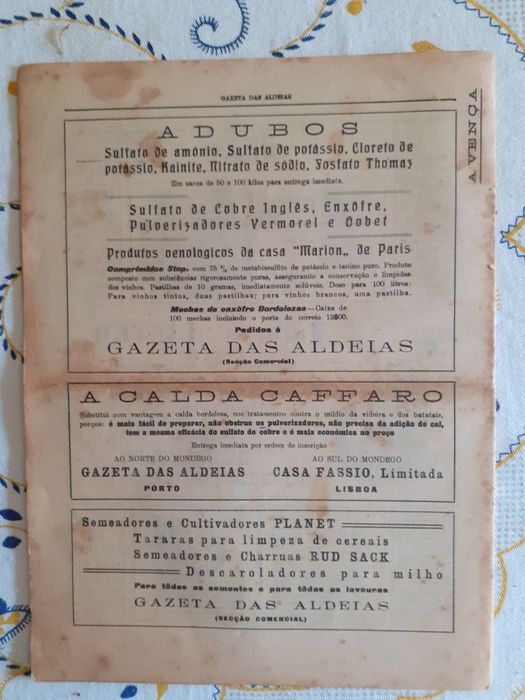 GAZETA DAS ALDEIAS
A VENÇA
ADUBOS
Sulfato de amónio, Sulfato de potássio, Cloreto de
potássio, Kainite, Nitrato de sódio, Fosfato Thomaz
Em sacos de 50 e 100 kilos para entrega imediata.
Sulfato de Cobre Inglês, Enxôfre,
Pulverizadores Vermorel e Gobet
Produtos oenologicos da casa "Marion„ de Paris
Comprimidos Stop. com 75 % de metabisulfito de potássio e tanino puro. Produto
composto com substâncias rigorosamente puras, assegurando a conservação e limpidez
dos vinhos. Pastilhas de 10 gramas, imediatamente solúveis. Dose para 100 litros:
Para vinhos tintos, duas pastilhas; para vinhos brancos, uma pastilha.
Mechas de enxôfre Bordelezas—Caixa de
100 mechas incluindo o porte do correio 12$00.
Pedidos à
GAZETA DAS ALDEIAS
(Secção Comercial)
A CALDA CAFFARO
Substitui com vantagem a calda bordelesa, nos tratamentos contra o mildio da videira e dos batatais,
porque: é mais fácil de preparar, não obstrue os pulverizadores, não precisa da adição de cal,
tem a mesma eficácia do sulfato de cobre e é mais económica no preço
Entrega imediata por ordem de inscrição
AO NORTE DO MONDEGO
GAZETA DAS ALDEIAS
PORTO
AO SUL DO MONDEGO
CASA FASSIO, Limitada
LISBOA
Semeadores e Cultivadores PLANET
Tararas para limpeza de cereais
Semeadores e Charruas RUD SACK
Descaroladores para milho
Para tôdas as sementes e para tôdas as lavouras
GAZETA DAS ALDEIAS
(SECÇÃO COMERCIAL)